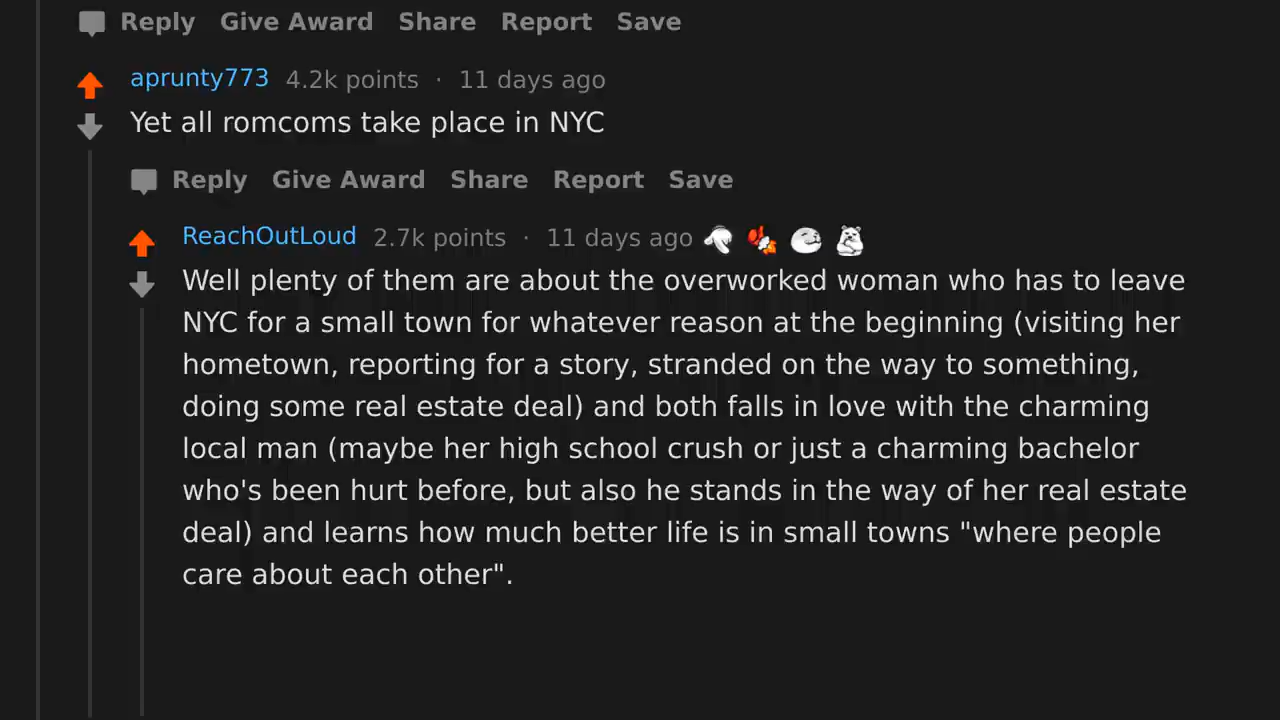 Reply Give Award Share Report Save
aprunty773 4.2k points · 11 days ago
Yet all romcoms take place in NYC
Reply Give Award Share Report Save
ReachOutLoud 2.7k points · 11 days ago
Well plenty of them are about the overworked woman who has to leave
NYC for a small town for whatever reason at the beginning (visiting her
hometown, reporting for a story, stranded on the way to something,
doing some real estate deal) and both falls in love with the charming
local man (maybe her high school crush or just a charming bachelor
who's been hurt before, but also he stands in the way of her real estate
deal) and learns how much better life is in small towns "where people
care about each other".